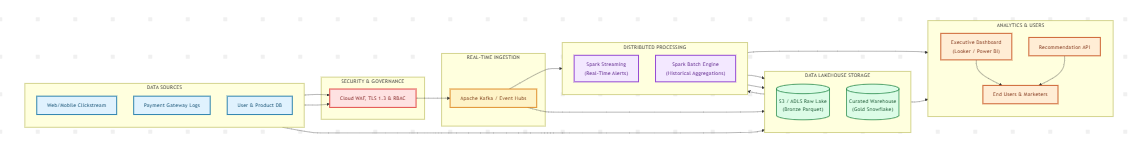 DATA SOURCES
Web/Mobile Clickstream
Payment Gateway Logs
User & Product DB
SECURITY & GOVERNANCE
Cloud WAF, TLS 1.3 & RBAC
REAL-TIME INGESTION
Apache Kafka / Event Hubs
DISTRIBUTED PROCESSING
Spark Streaming
(Real-Time Alerts)
Spark Batch Engine
(Historical Aggregations)
DATA LAKEHOUSE STORAGE
S3 / ADLS Raw Lake
(Bronze Parquet)
Curated Warehouse
(Gold Snowflake)
ANALYTICS & USERS
Executive Dashboard
(Looker / Power BI)
Recommendation API
End Users & Marketers